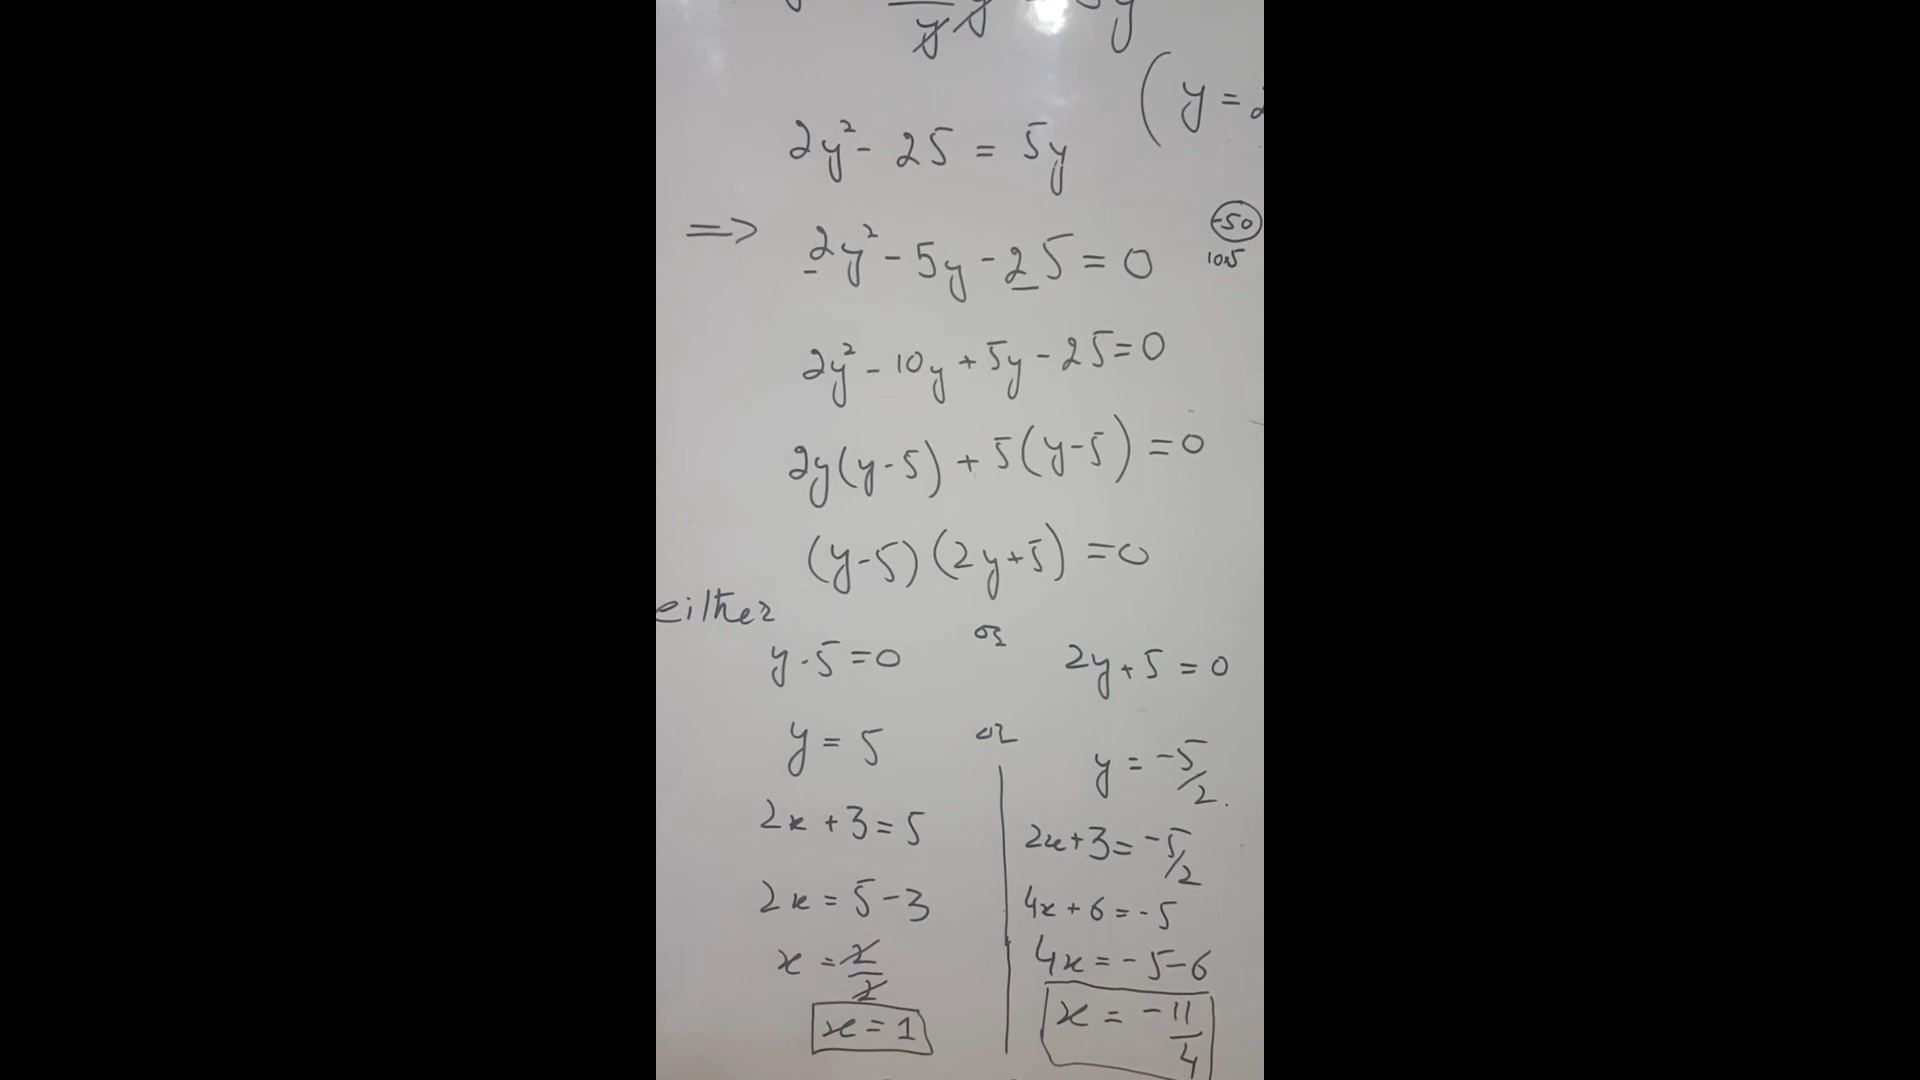 (y = 2
2y² - 25 = 5y
=> 2y² - 5y - 25 = 0
-50
10x5
2y² - 10y + 5y - 25 = 0
2y(y-5) + 5(y-5) = 0
(y-5)(2y+5) = 0
either
y-5=0 or 2y+5=0
y = 5 or y = -5/2.
2x+3=5
2x = 5-3
x = 2/2
x = 1
2x+3 = -5/2
4x+6=-5
4x=-5-6
x = -11/4